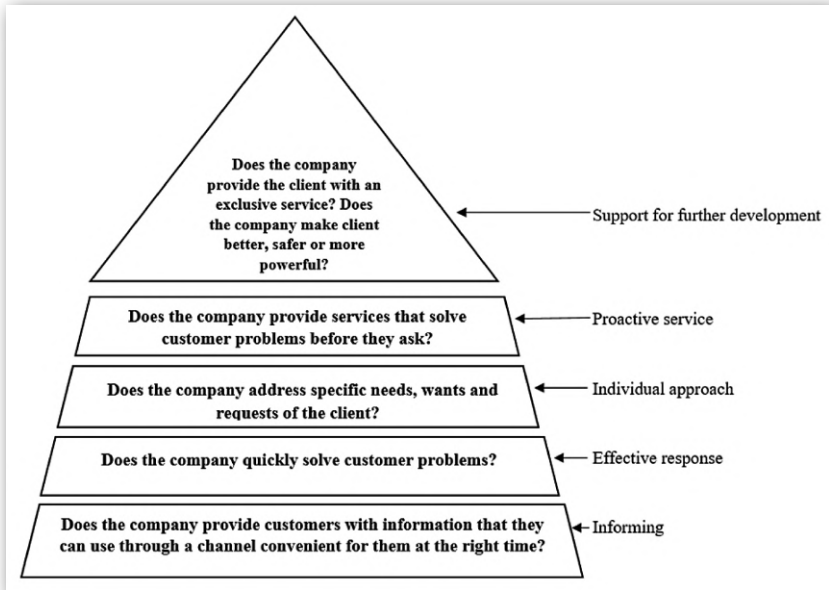 Does the company
provide the client with an
exclusive service? Does
the company make client
better, safer or more
powerful?
Support for further development
Does the company provide services that solve
customer problems before they ask?
Proactive service
Does the company address specific needs, wants and
requests of the client?
Individual approach
Does the company quickly solve customer problems?
Effective response
Does the company provide customers with information that they
can use through a channel convenient for them at the right time?
Informing